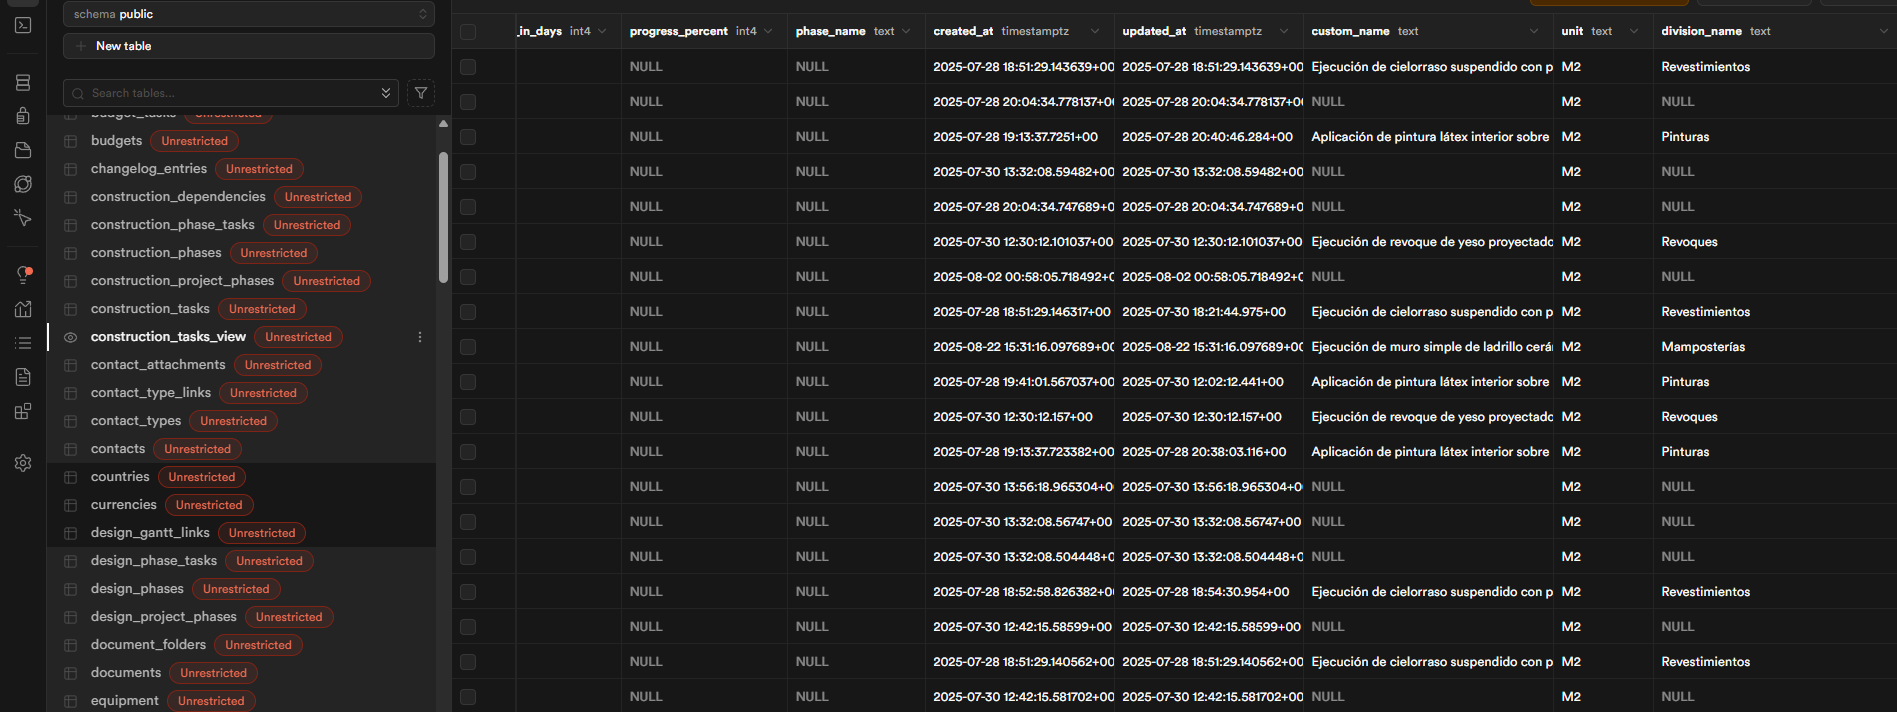 schema public
New table
Search tables...
budget_tasks Unrestricted
budgets Unrestricted
changelog_entries Unrestricted
construction_dependencies Unrestricted
construction_phase_tasks Unrestricted
construction_phases Unrestricted
construction_project_phases Unrestricted
construction_tasks Unrestricted
construction_tasks_view Unrestricted
contact_attachments Unrestricted
contact_type_links Unrestricted
contact_types Unrestricted
contacts Unrestricted
countries Unrestricted
currencies Unrestricted
design_gantt_links Unrestricted
design_phase_tasks Unrestricted
design_phases Unrestricted
design_project_phases Unrestricted
document_folders Unrestricted
documents Unrestricted
equipment Unrestricted
_in_days int4 progress_percent int4 phase_name text created_at timestamptz updated_at timestamptz custom_name text unit text division_name text
NULL NULL 2025-07-28 18:51:29.143639+00 2025-07-28 18:51:29.143639+00 Ejecución de cielorraso suspendido con p M2 Revestimientos
NULL NULL 2025-07-28 20:04:34.778137+0 2025-07-28 20:04:34.778137+0 NULL M2 NULL
NULL NULL 2025-07-28 19:13:37.7251+00 2025-07-28 20:40:46.284+00 Aplicación de pintura látex interior sobre M2 Pinturas
NULL NULL 2025-07-30 13:32:08.59482+00 2025-07-30 13:32:08.59482+00 NULL M2 NULL
NULL NULL 2025-07-28 20:04:34.747689+0 2025-07-28 20:04:34.747689+0 NULL M2 NULL
NULL NULL 2025-07-30 12:30:12.101037+00 2025-07-30 12:30:12.101037+00 Ejecución de revoque de yeso proyectado M2 Revoques
NULL NULL 2025-08-02 00:58:05.718492+0 2025-08-02 00:58:05.718492+0 NULL M2 NULL
NULL NULL 2025-07-28 18:51:29.146317+00 2025-07-30 18:21:44.975+00 Ejecución de cielorraso suspendido con p M2 Revestimientos
NULL NULL 2025-08-22 15:31:16.097689+00 2025-08-22 15:31:16.097689+00 Ejecución de muro simple de ladrillo cerá M2 Mamposterías
NULL NULL 2025-07-28 19:41:01.567037+00 2025-07-30 12:02:12.441+00 Aplicación de pintura látex interior sobre M2 Pinturas
NULL NULL 2025-07-30 12:30:12.157+00 2025-07-30 12:30:12.157+00 Ejecución de revoque de yeso proyectado M2 Revoques
NULL NULL 2025-07-28 19:13:37.723382+00 2025-07-28 20:38:03.116+00 Aplicación de pintura látex interior sobre M2 Pinturas
NULL NULL 2025-07-30 13:56:18.965304+0 2025-07-30 13:56:18.965304+0 NULL M2 NULL
NULL NULL 2025-07-30 13:32:08.56747+00 2025-07-30 13:32:08.56747+00 NULL M2 NULL
NULL NULL 2025-07-30 13:32:08.504448+0 2025-07-30 13:32:08.504448+0 NULL M2 NULL
NULL NULL 2025-07-28 18:52:58.826382+0 2025-07-28 18:54:30.954+00 Ejecución de cielorraso suspendido con p M2 Revestimientos
NULL NULL 2025-07-30 12:42:15.58599+00 2025-07-30 12:42:15.58599+00 NULL M2 NULL
NULL NULL 2025-07-28 18:51:29.140562+00 2025-07-28 18:51:29.140562+00 Ejecución de cielorraso suspendido con p M2 Revestimientos
NULL NULL 2025-07-30 12:42:15.581702+00 2025-07-30 12:42:15.581702+00 NULL M2 NULL